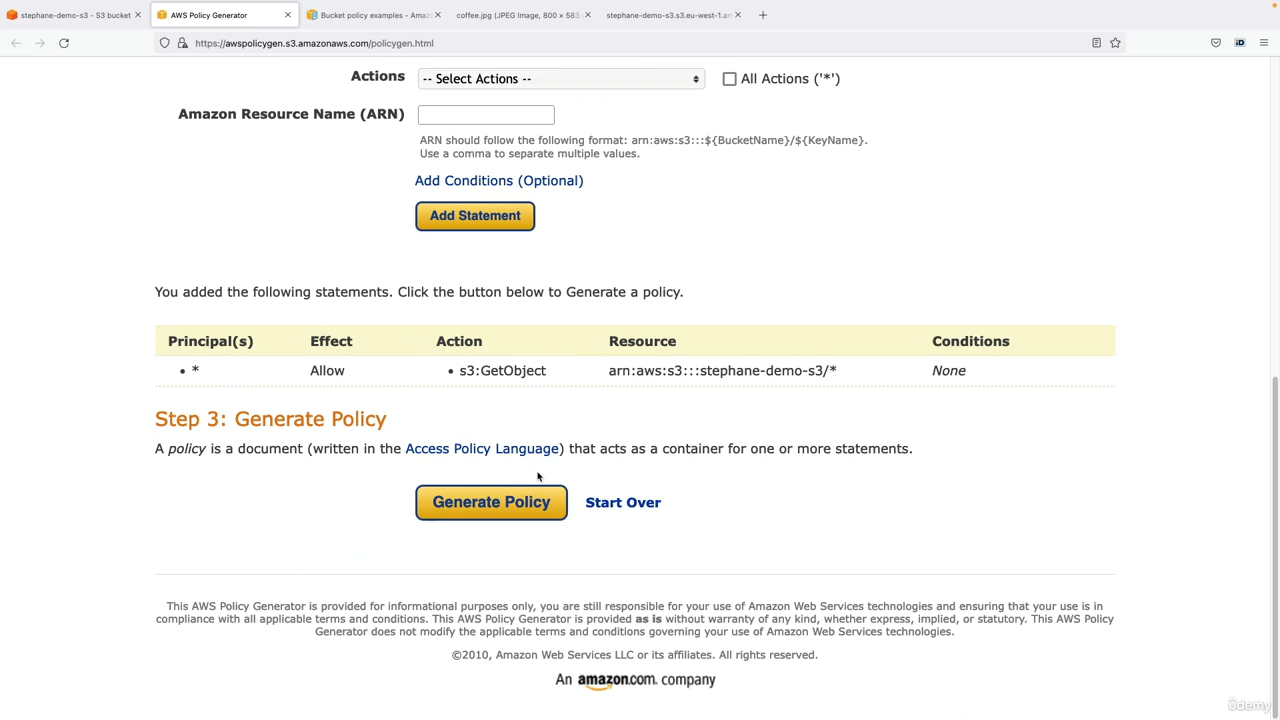 stephane-demo-s3 - S3 bucket
AWS Policy Generator
Bucket policy examples - Amaz
coffee.jpg (JPEG Image, 800 × 583
stephane-demo-s3.s3.eu-west-1.am
https://awspolicygen.s3.amazonaws.com/policygen.html
Actions
-- Select Actions --
All Actions ('*')
Amazon Resource Name (ARN)
ARN should follow the following format: arn:aws:s3:::${BucketName}/${KeyName}.
Use a comma to separate multiple values.
Add Conditions (Optional)
Add Statement
You added the following statements. Click the button below to Generate a policy.
Principal(s) Effect Action Resource Conditions
• * Allow • s3:GetObject arn:aws:s3:::stephane-demo-s3/* None
Step 3: Generate Policy
A policy is a document (written in the Access Policy Language) that acts as a container for one or more statements.
Generate Policy Start Over
This AWS Policy Generator is provided for informational purposes only, you are still responsible for your use of Amazon Web Services technologies and ensuring that your use is in
compliance with all applicable terms and conditions. This AWS Policy Generator is provided as is without warranty of any kind, whether express, implied, or statutory. This AWS Policy
Generator does not modify the applicable terms and conditions governing your use of Amazon Web Services technologies.
©2010, Amazon Web Services LLC or its affiliates. All rights reserved.
An amazon.com company
ûdemy